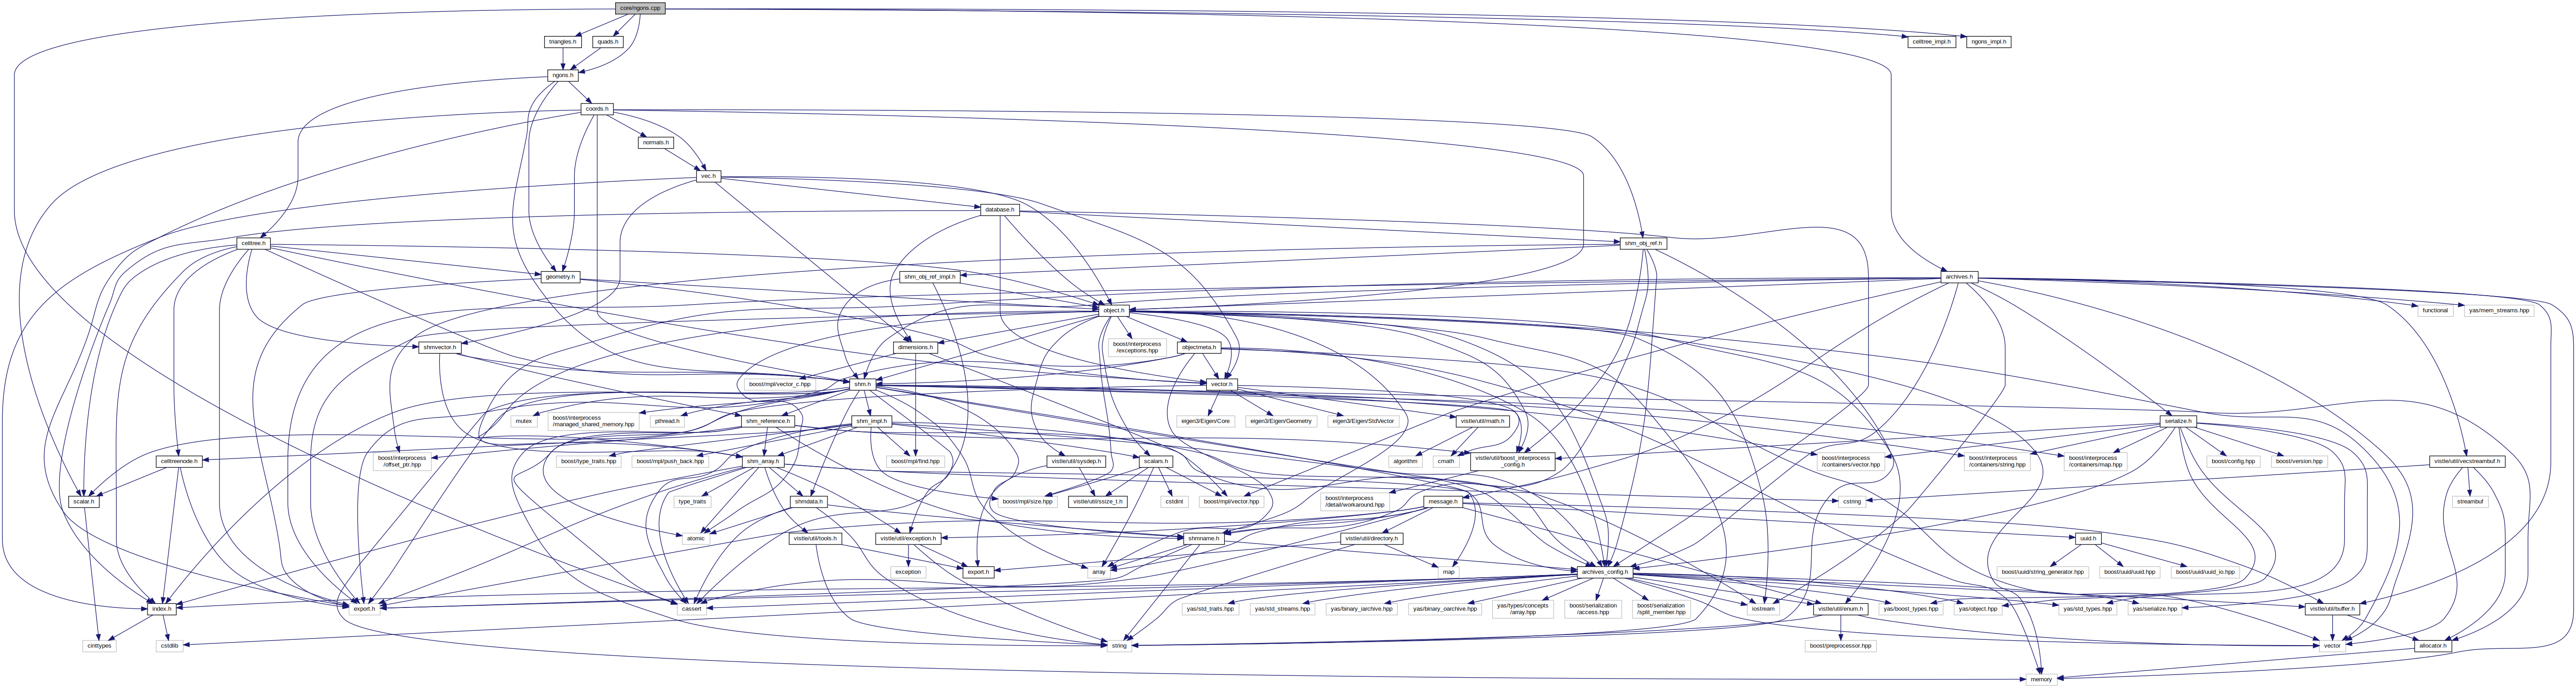 core/ngons.cpp
triangles.h
quads.h
celltree_impl.h
ngons_impl.h
ngons.h
coords.h
normals.h
vec.h
database.h
celltree.h
shm_obj_ref.h
geometry.h
shm_obj_ref_impl.h
archives.h
object.h
functional
yas/mem_streams.hpp
shmvector.h
dimensions.h
boost/interprocess
/exceptions.hpp
objectmeta.h
boost/mpl/vector_c.hpp
shm.h
vector.h
mutex
boost/interprocess
/managed_shared_memory.hpp
pthread.h
shm_reference.h
shm_impl.h
eigen3/Eigen/Core
eigen3/Eigen/Geometry
eigen3/Eigen/StdVector
vistle/util/math.h
serialize.h
celltreenode.h
boost/interprocess
/offset_ptr.hpp
boost/type_traits.hpp
boost/mpl/push_back.hpp
shm_array.h
boost/mpl/find.hpp
vistle/util/sysdep.h
scalars.h
algorithm
cmath
vistle/util/boost_interprocess
_config.h
boost/interprocess
/containers/vector.hpp
boost/interprocess
/containers/string.hpp
boost/interprocess
/containers/map.hpp
boost/config.hpp
boost/version.hpp
vistle/util/vecstreambuf.h
scalar.h
type_traits
shmdata.h
boost/mpl/size.hpp
vistle/util/ssize_t.h
cstdint
boost/mpl/vector.hpp
boost/interprocess
/detail/workaround.hpp
message.h
cstring
streambuf
atomic
vistle/util/tools.h
vistle/util/exception.h
shmname.h
vistle/util/directory.h
uuid.h
exception
export.h
array
map
archives_config.h
boost/uuid/string_generator.hpp
boost/uuid/uuid.hpp
boost/uuid/uuid_io.hpp
index.h
export.h
cassert
yas/std_traits.hpp
yas/std_streams.hpp
yas/binary_iarchive.hpp
yas/binary_oarchive.hpp
yas/types/concepts
/array.hpp
boost/serialization
/access.hpp
boost/serialization
/split_member.hpp
iostream
vistle/util/enum.h
yas/boost_types.hpp
yas/object.hpp
yas/std_types.hpp
yas/serialize.hpp
vistle/util/buffer.h
cinttypes
cstdlib
string
boost/preprocessor.hpp
vector
allocator.h
memory